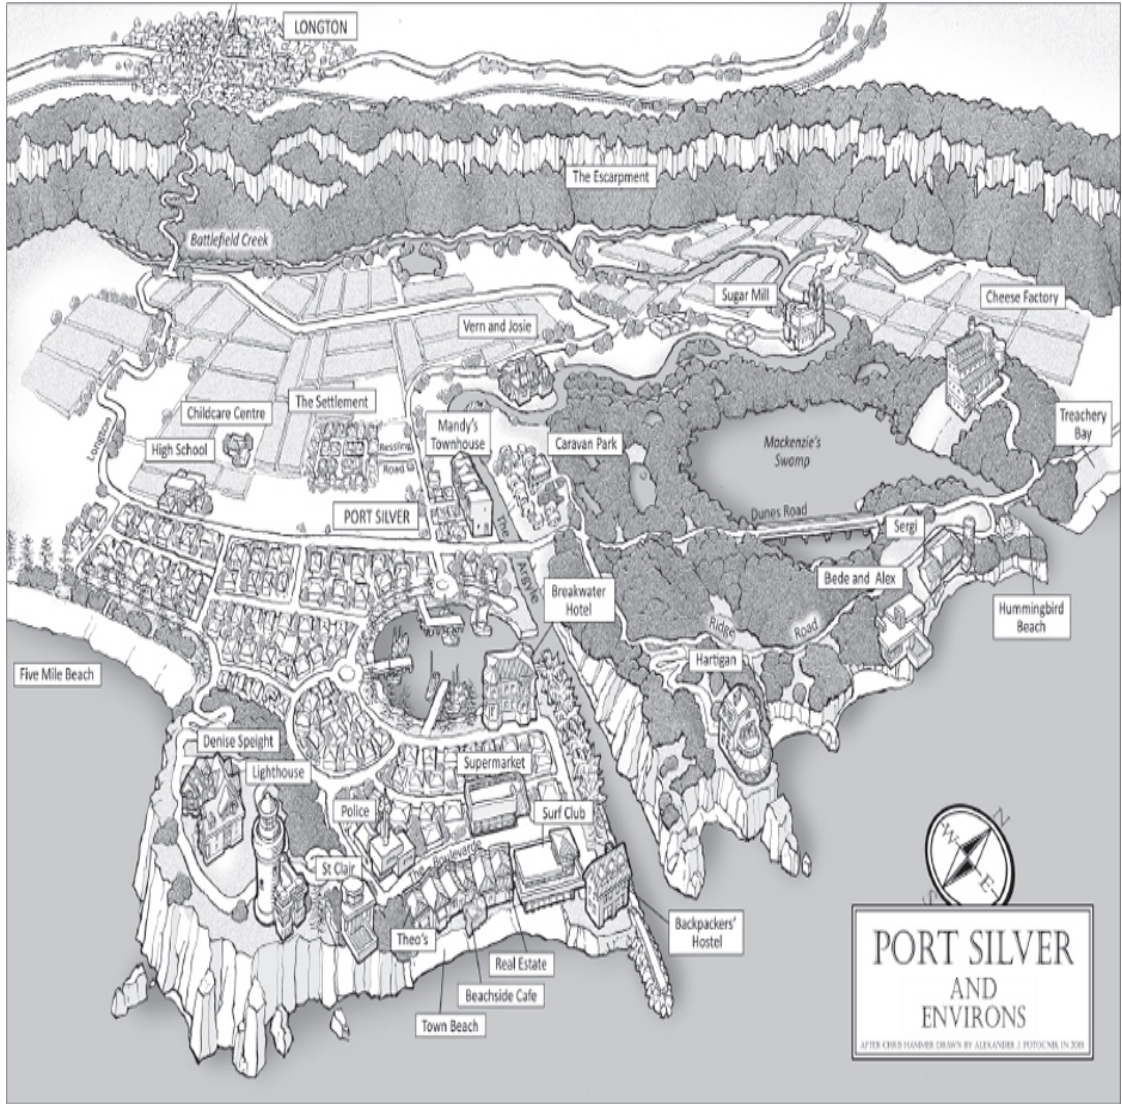 LONGTON
The Escarpment
Battlefield Creek
Sugar Mill
Cheese Factory
Vern and Josie
The Settlement
Childcare Centre
Mandy's
Townhouse
Treachery
Bay
High School
Longton
Caravan Park
Mackenzie's
Swamp
Ressling
Road
PORT SILVER
The
Argyle
Dunes Road
Sergi
Bede and Alex
Breakwater
Hotel
Hummingbird
Beach
Ridge
Road
Hartigan
Five Mile Beach
Denise Speight
Lighthouse
Supermarket
Police
Surf Club
St Clair
The Boulevarde
Theo's
Backpackers'
Hostel
Real Estate
Beachside Cafe
Town Beach
N
W
E
S
PORT SILVER
AND
ENVIRONS
AFTER CHRIS HAMMER DRAWN BY ALEXANDER J. POTOCNIK IN 2019